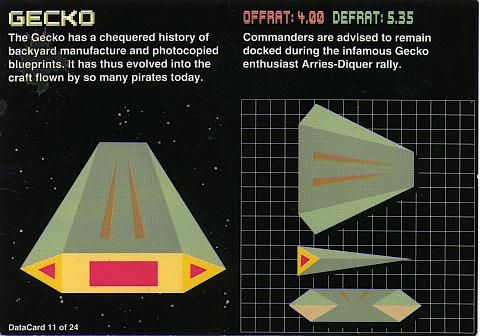 GECKO
The Gecko has a chequered history of
backyard manufacture and photocopied
blueprints. It has thus evolved into the
craft flown by so many pirates today.
OFFRAT: 4.00 DEFRAT: 5.35
Commanders are advised to remain
docked during the infamous Gecko
enthusiast Arries-Diquer rally.
DataCard 11 of 24